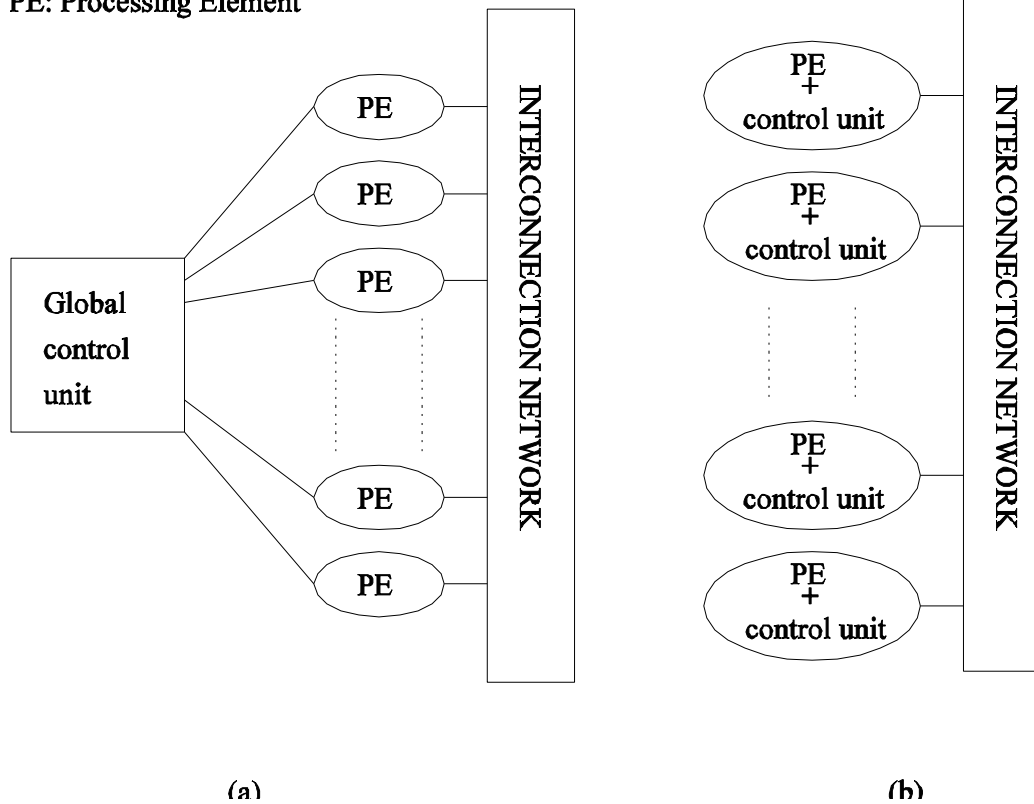 PE: Processing Element
PE
PE
PE
PE
PE
Global
control
unit
INTERCONNECTION NETWORK
(a)
PE
+
control unit
PE
+
control unit
PE
+
control unit
PE
+
control unit
INTERCONNECTION NETWORK
(b)